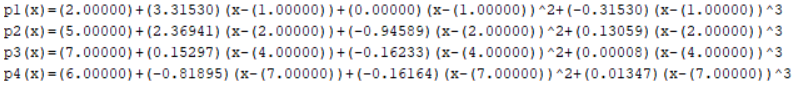 p1(x)=(2.00000)+(3.31530)(x-(1.00000))+(0.00000)(x-(1.00000))^2+(-0.31530)(x-(1.00000))^3
p2(x)=(5.00000)+(2.36941)(x-(2.00000))+(-0.94589)(x-(2.00000))^2+(0.13059)(x-(2.00000))^3
p3(x)=(7.00000)+(0.15297)(x-(4.00000))+(-0.16233)(x-(4.00000))^2+(0.00008)(x-(4.00000))^3
p4(x)=(6.00000)+(-0.81895)(x-(7.00000))+(-0.16164)(x-(7.00000))^2+(0.01347)(x-(7.00000))^3